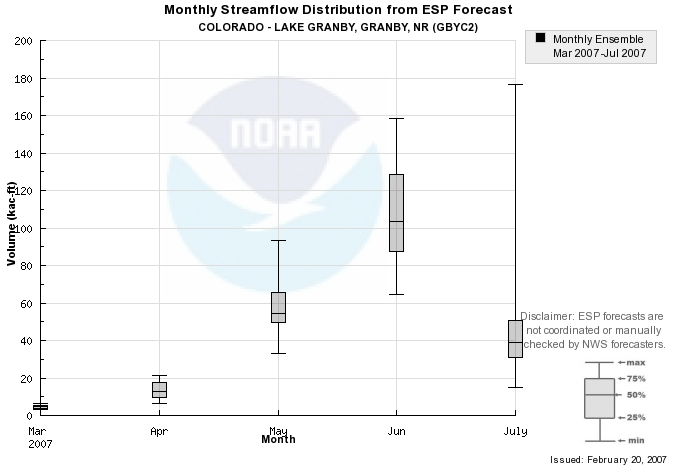 Monthly Streamflow Distribution from ESP Forecast
COLORADO - LAKE GRANBY, GRANBY, NR (GBYC2)
Monthly Ensemble
Mar 2007-Jul 2007
200
180
160
140
120
100
80
60
40
20
0
Volume (kac-ft)
NOAA
Disclaimer: ESP forecasts are
not coordinated or manually
checked by NWS forecasters.
max
75%
50%
25%
min
Mar Apr May Jun July
2007
Month
Issued: February 20, 2007